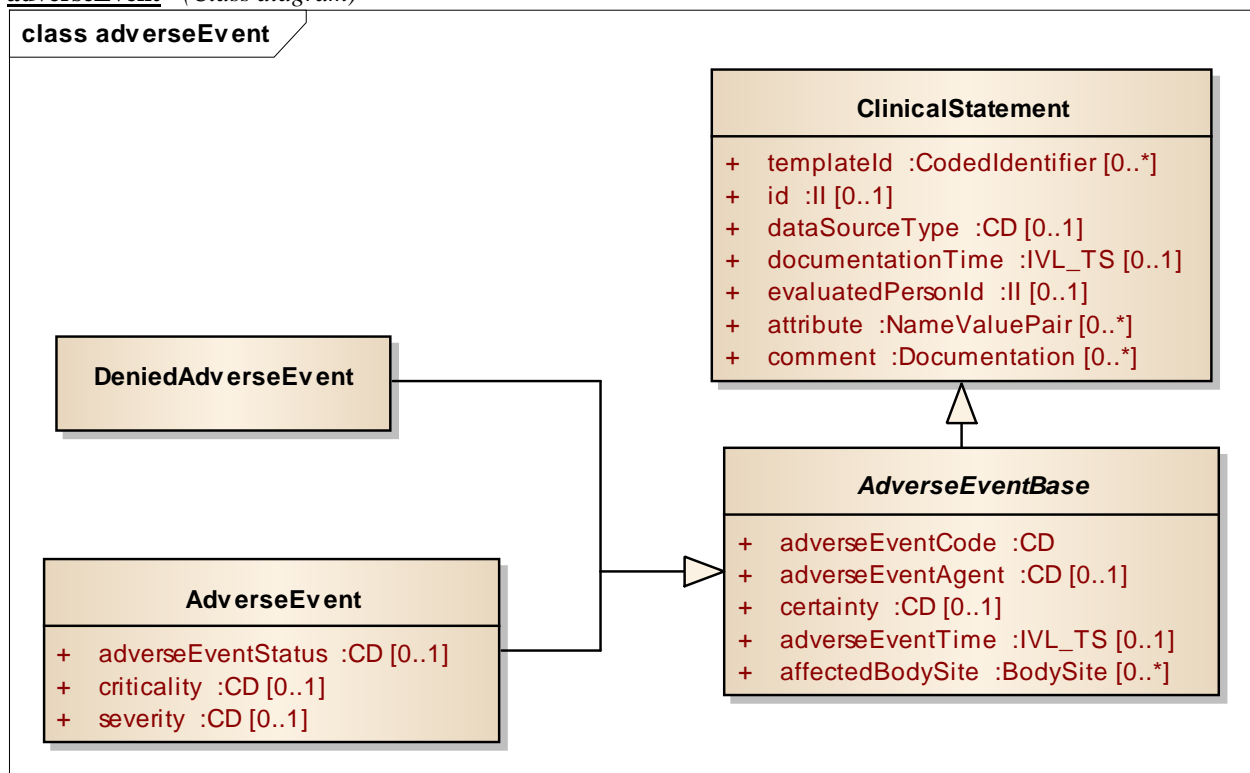 adverseEvent (Class diagram)
class adverseEvent
ClinicalStatement
+ templateId :CodedIdentifier [0..*]
+ id :II [0..1]
+ dataSourceType :CD [0..1]
+ documentationTime :IVL_TS [0..1]
+ evaluatedPersonId :II [0..1]
+ attribute :NameValuePair [0..*]
+ comment :Documentation [0..*]
DeniedAdverseEvent
AdverseEventBase
+ adverseEventCode :CD
+ adverseEventAgent :CD [0..1]
+ certainty :CD [0..1]
+ adverseEventTime :IVL_TS [0..1]
+ affectedBodySite :BodySite [0..*]
AdverseEvent
+ adverseEventStatus :CD [0..1]
+ criticality :CD [0..1]
+ severity :CD [0..1]